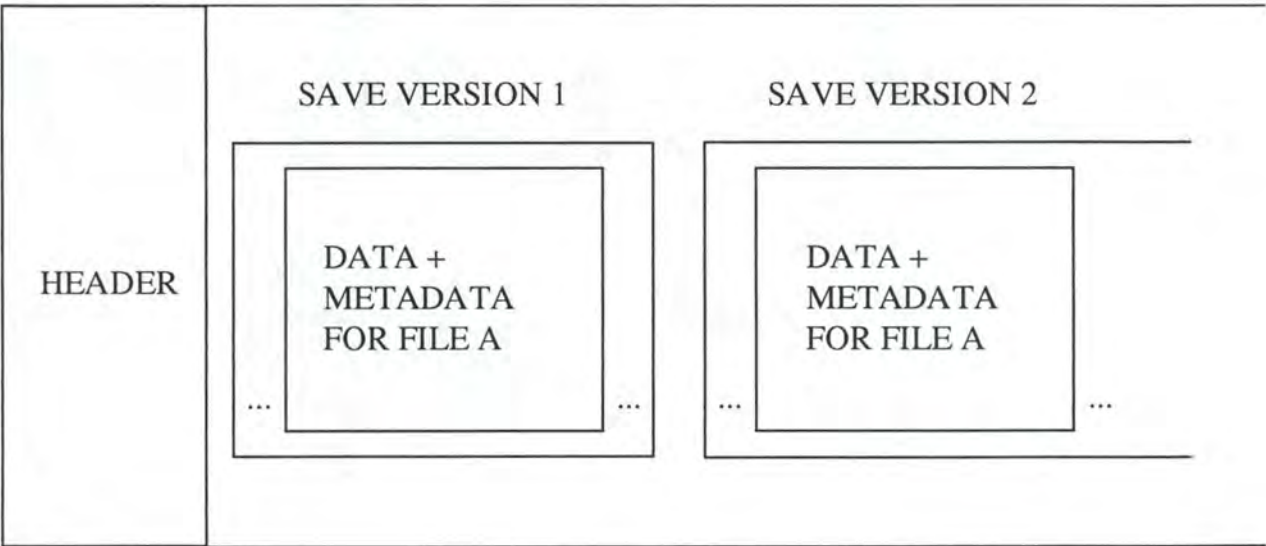 SAVE VERSION 1
SAVE VERSION 2
HEADER
DATA +
METADATA
FOR FILE A
...
...
DATA +
METADATA
FOR FILE A
...
...